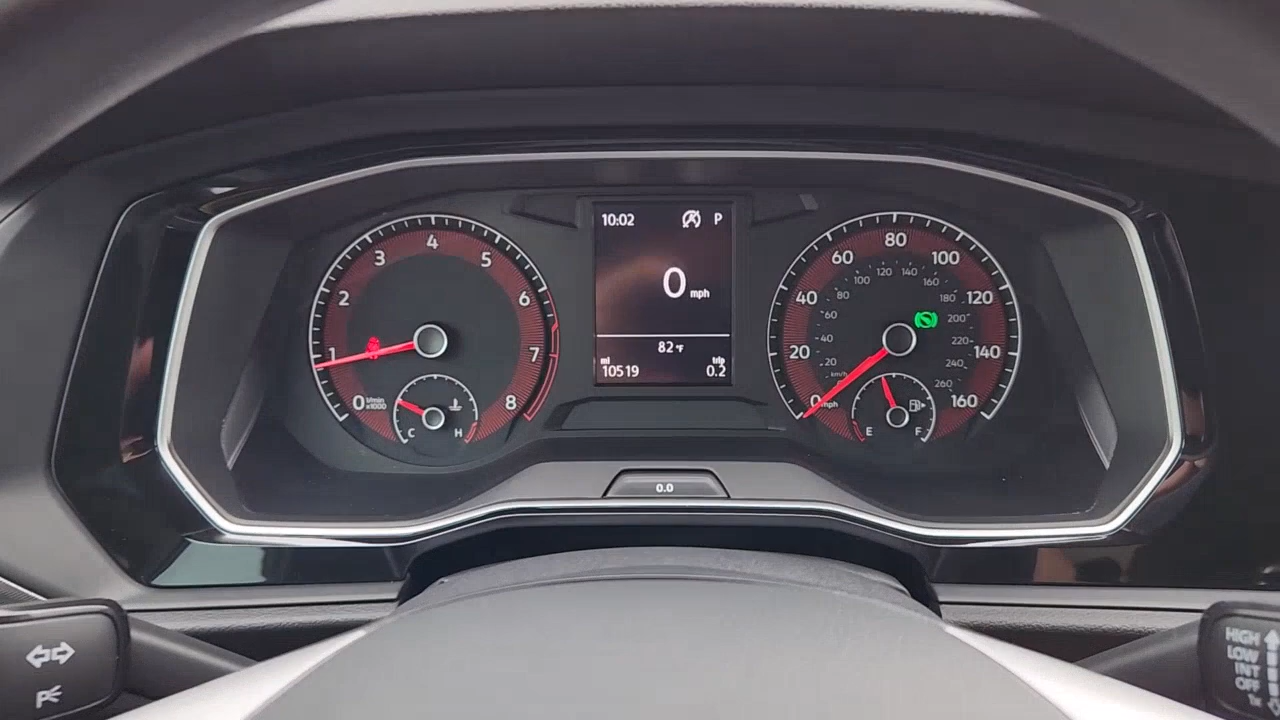 10:02 P
0 mph
82°F
mi trip
10519 0.2
0 1 2 3 4 5 6 7 8
l/min
x1000
C H
0 20 40 60 80 100 120 140 160
mph
20 40 60 80 100 120 140 160 180 200 220 240 260
km/h
E F
0.0
HIGH
LOW
INT
OFF
1x
P